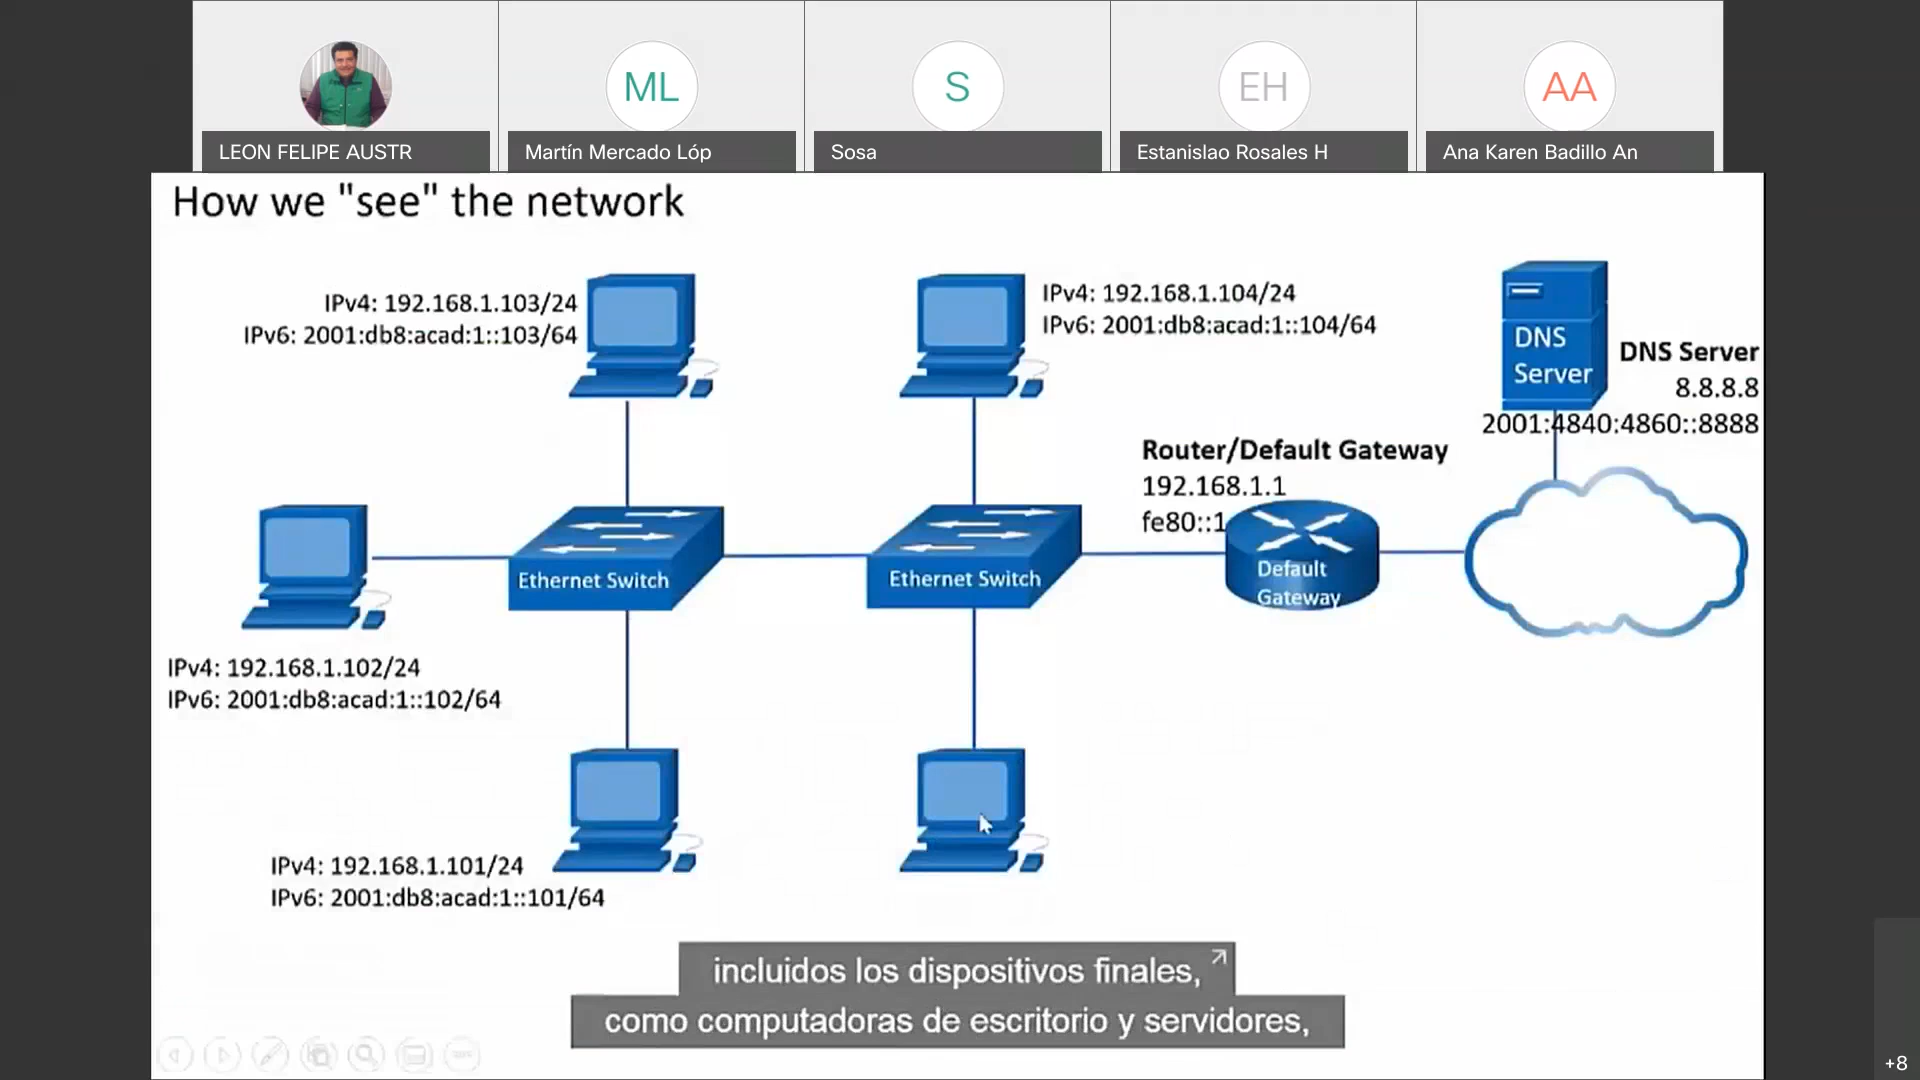 ML
S
EH
AA
LEON FELIPE AUSTR
Martín Mercado Lóp
Sosa
Estanislao Rosales H
Ana Karen Badillo An
How we "see" the network
IPv4: 192.168.1.103/24
IPv6: 2001:db8:acad:1::103/64
IPv4: 192.168.1.104/24
IPv6: 2001:db8:acad:1::104/64
DNS
Server
DNS Server
8.8.8.8
2001:4840:4860::8888
Router/Default Gateway
192.168.1.1
fe80::1
Default
Gateway
Ethernet Switch
Ethernet Switch
IPv4: 192.168.1.102/24
IPv6: 2001:db8:acad:1::102/64
IPv4: 192.168.1.101/24
IPv6: 2001:db8:acad:1::101/64
incluidos los dispositivos finales,
como computadoras de escritorio y servidores,
+8